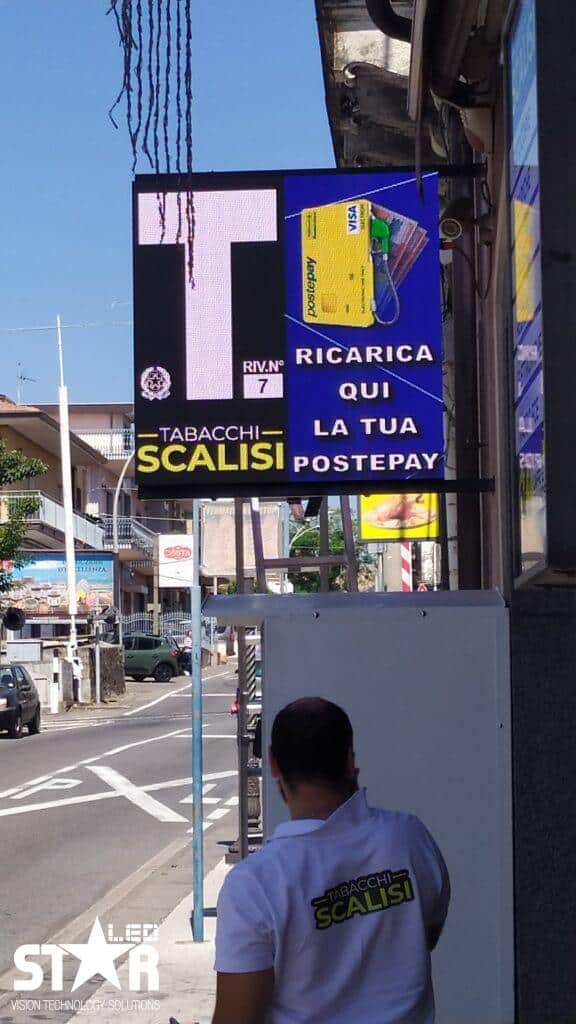 T
RIV.N°
7
TABACCHI
SCALISI
postepay
VISA
RICARICA
QUI
LA TUA
POSTEPAY
TABACCHI
SCALISI
LED
STAR
VISION TECHNOLOGY SOLUTIONS